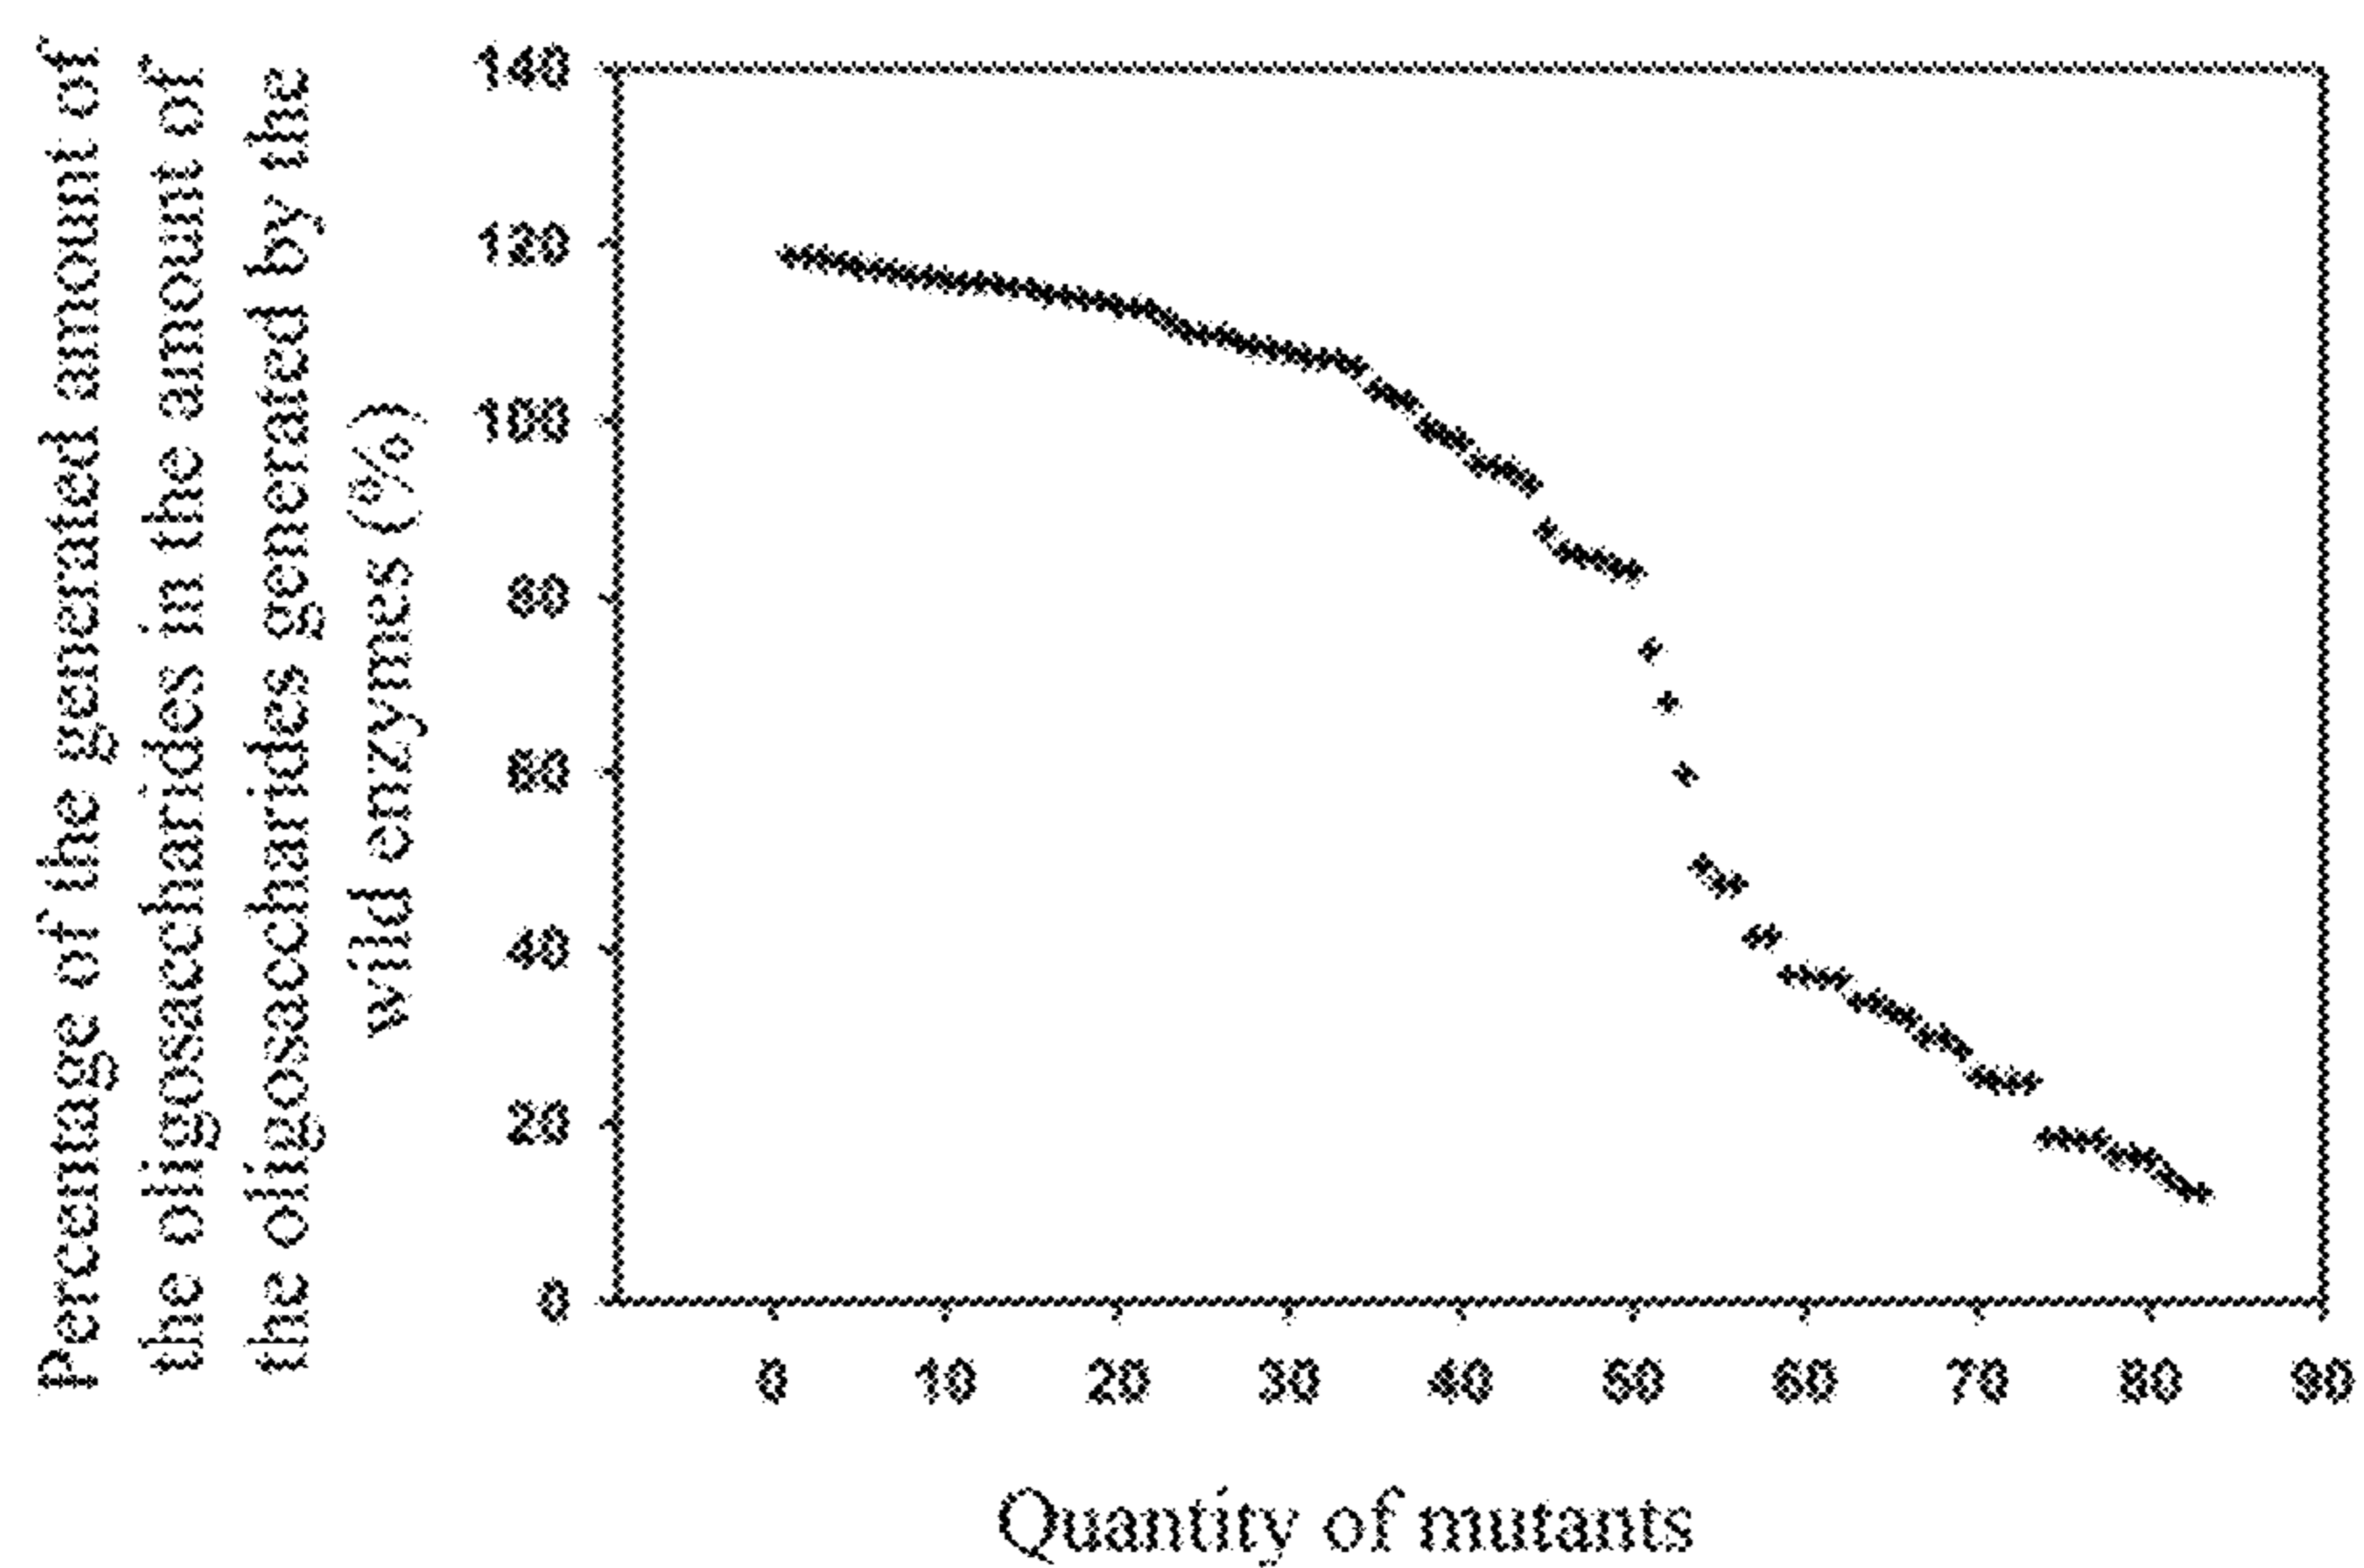 Percentage of the generated amount of
the oligosaccharides in the amount of
the oligosaccharides generated by the
wild enzymes (%)
140
120
100
80
60
40
20
0
0 10 20 30 40 50 60 70 80 90
Quantity of mutants